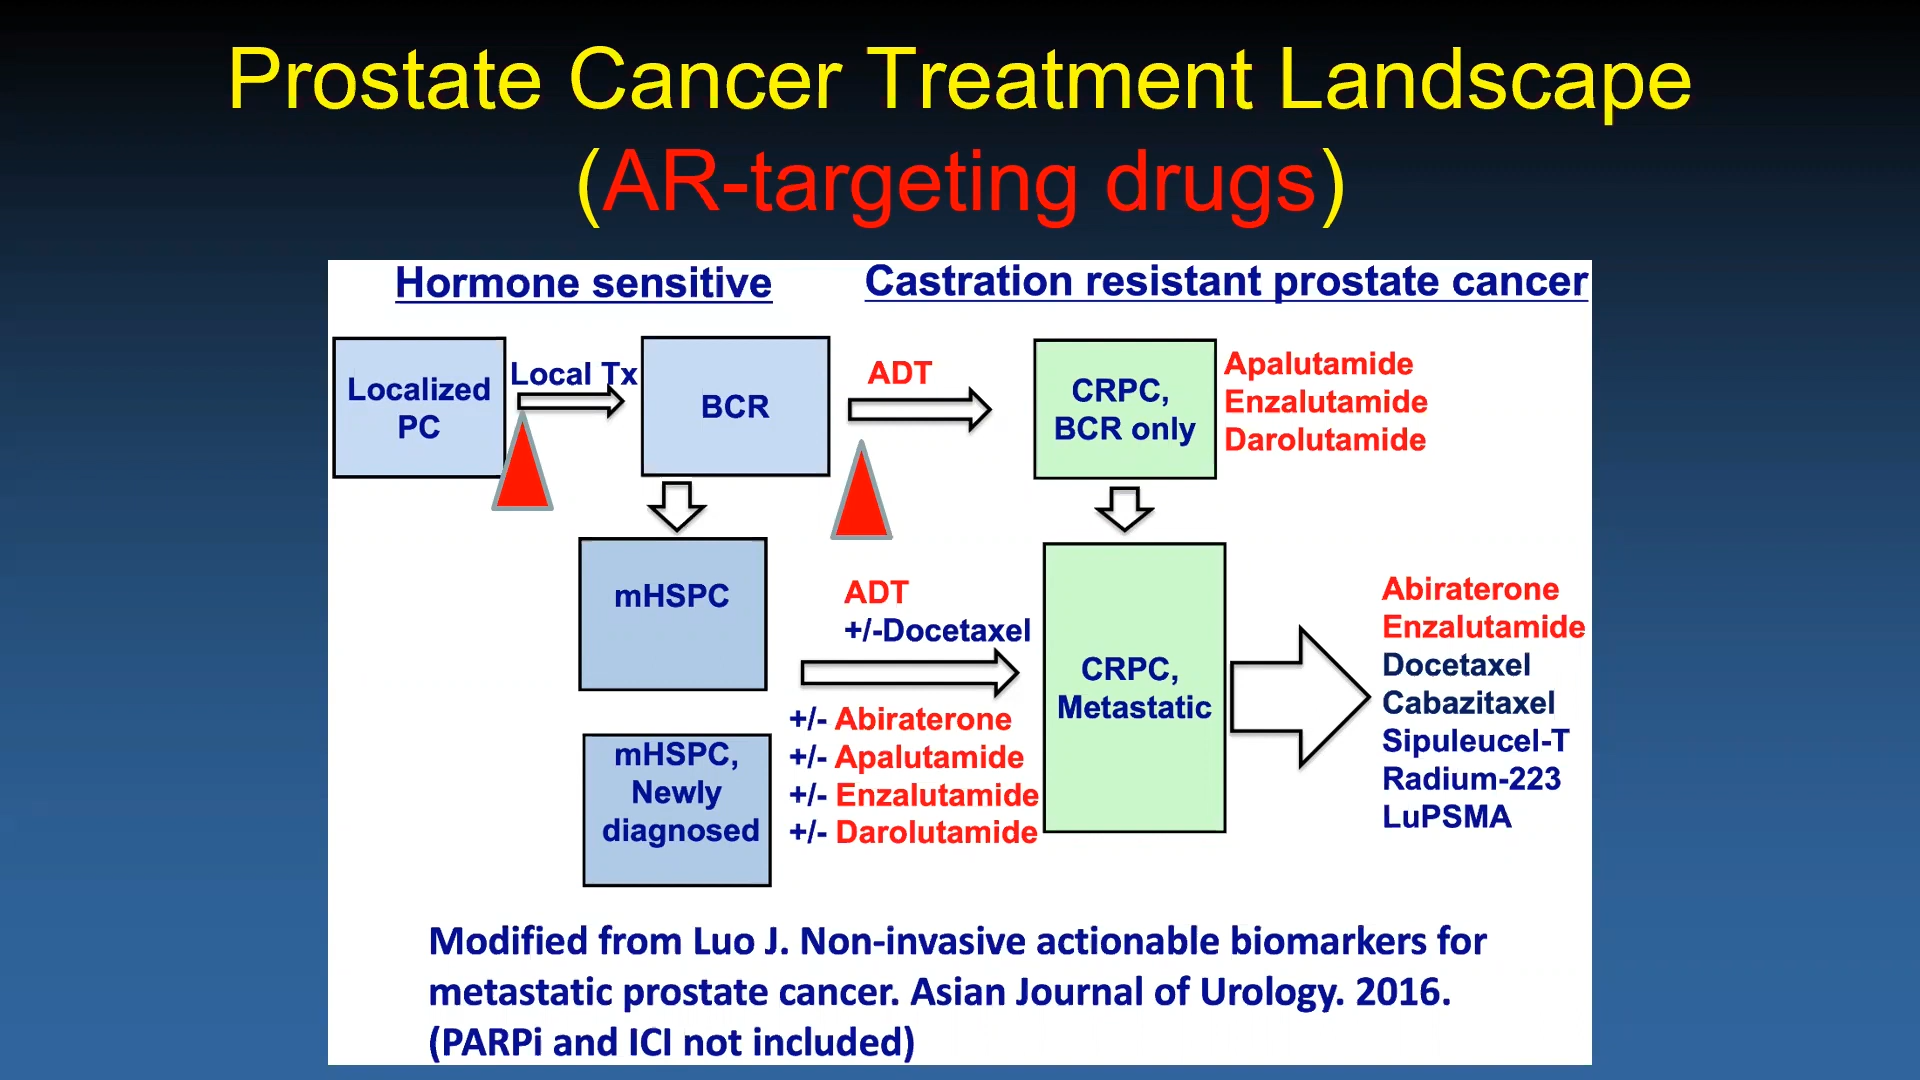 Prostate Cancer Treatment Landscape
(AR-targeting drugs)
Hormone sensitive
Castration resistant prostate cancer
Localized
PC
Local Tx
BCR
ADT
CRPC,
BCR only
Apalutamide
Enzalutamide
Darolutamide
mHSPC
ADT
+/-Docetaxel
mHSPC,
Newly
diagnosed
+/- Abiraterone
+/- Apalutamide
+/- Enzalutamide
+/- Darolutamide
CRPC,
Metastatic
Abiraterone
Enzalutamide
Docetaxel
Cabazitaxel
Sipuleucel-T
Radium-223
LuPSMA
Modified from Luo J. Non-invasive actionable biomarkers for
metastatic prostate cancer. Asian Journal of Urology. 2016.
(PARPi and ICI not included)